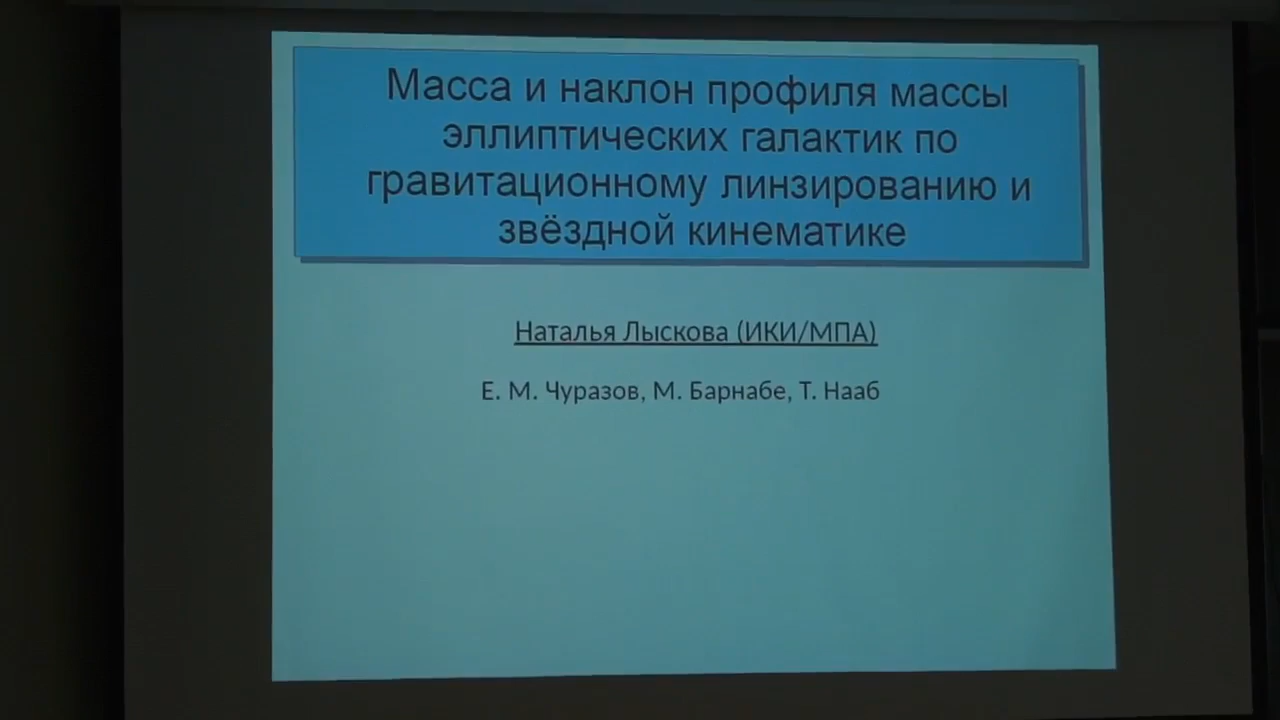 Масса и наклон профиля массы
эллиптических галактик по
гравитационному линзированию и
звёздной кинематике
Наталья Лыскова (ИКИ/МПА)
Е. М. Чуразов, М. Барнабе, Т. Нааб